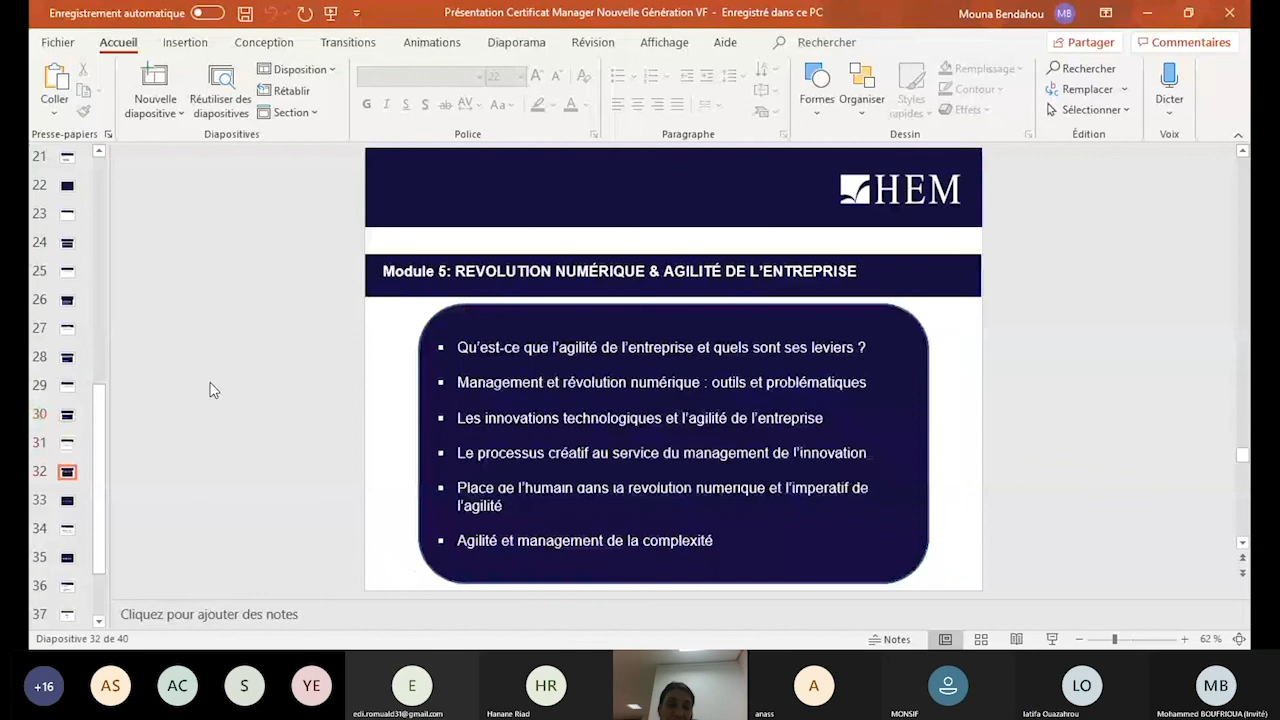 Enregistrement automatique
Présentation Certificat Manager Nouvelle Génération VF - Enregistré dans ce PC
Mouna Bendahou
MB
Fichier
Accueil
Insertion
Conception
Transitions
Animations
Diaporama
Révision
Affichage
Aide
Rechercher
Partager
Commentaires
Coller
Nouvelle
diapositive
Réutiliser des
diapositives
Disposition
Rétablir
Section
22
G I S S ab AV Aa A
Formes
Organiser
Styles
rapides
Remplissage
Contour
Effets
Rechercher
Remplacer
Sélectionner
Dicter
Presse-papiers
Diapositives
Police
Paragraphe
Dessin
Édition
Voix
21
22
23
24
25
26
27
28
29
30
31
32
33
34
35
36
37
HEM
Module 5: REVOLUTION NUMÉRIQUE & AGILITÉ DE L'ENTREPRISE
▪ Qu'est-ce que l'agilité de l'entreprise et quels sont ses leviers ?
▪ Management et révolution numérique : outils et problématiques
▪ Les innovations technologiques et l'agilité de l'entreprise
▪ Le processus créatif au service du management de l'innovation
▪ Place de l'humain dans la révolution numérique et l'impératif de
l'agilité
▪ Agilité et management de la complexité
Cliquez pour ajouter des notes
Diapositive 32 de 40
Notes
62 %
+16
AS
AC
S
YE
E
edi.romuald31@gmail.com
HR
Hanane Riad
A
anass
MONSIF
LO
latifa Ouazahrou
MB
Mohammed BOUFRIOUA (Invité)